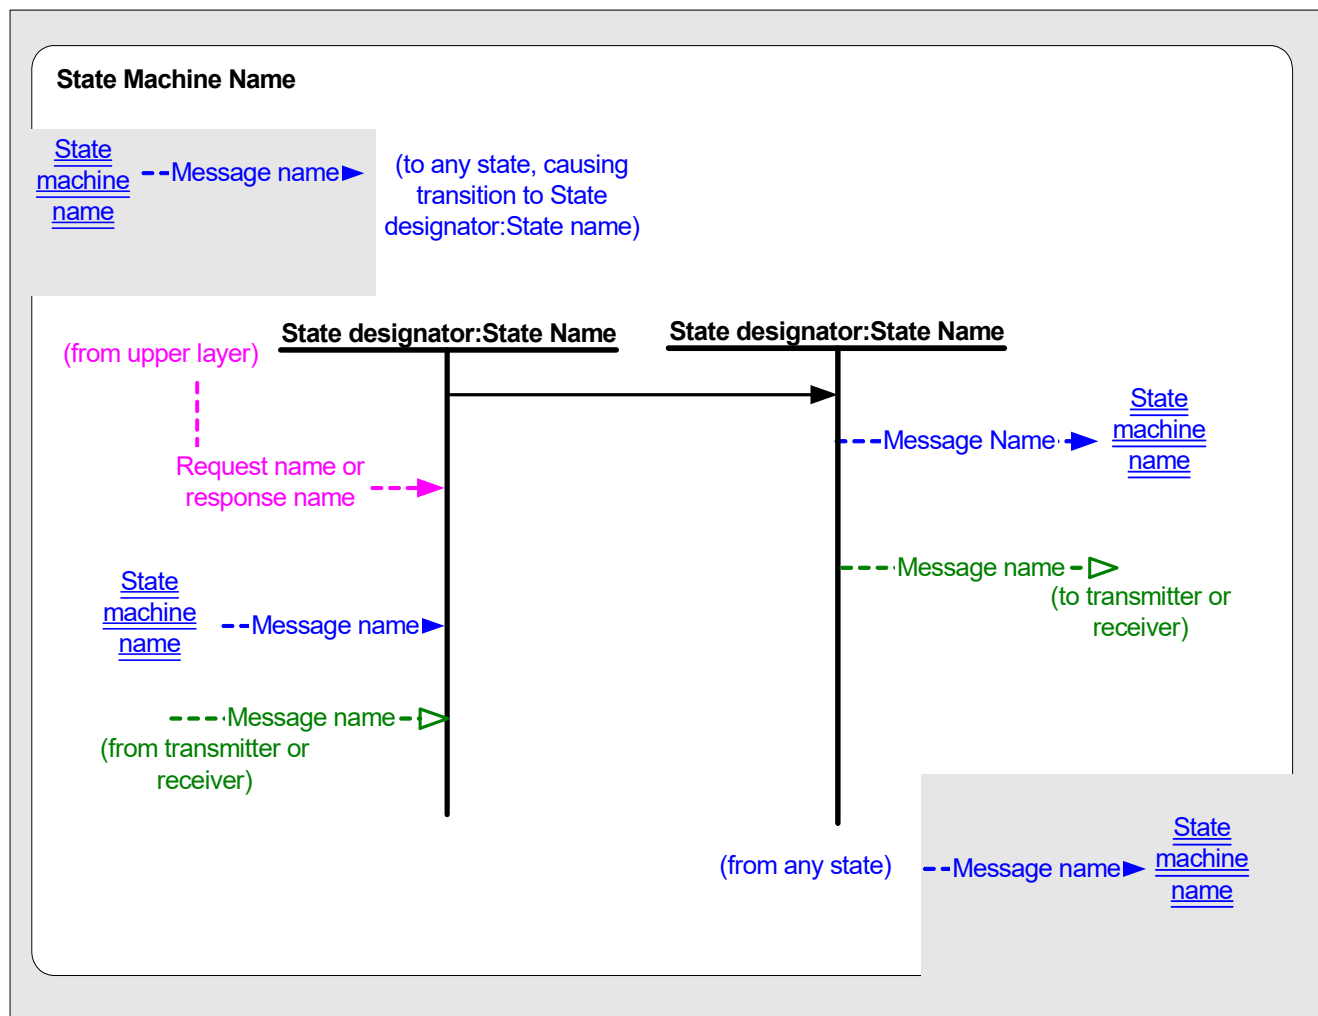 State Machine Name
State
machine
name
Message name
(to any state, causing
transition to State
designator:State name)
State designator:State Name
State designator:State Name
(from upper layer)
Request name or
response name
State
machine
name
Message name
Message name
(from transmitter or
receiver)
Message Name
State
machine
name
Message name
(to transmitter or
receiver)
(from any state)
Message name
State
machine
name